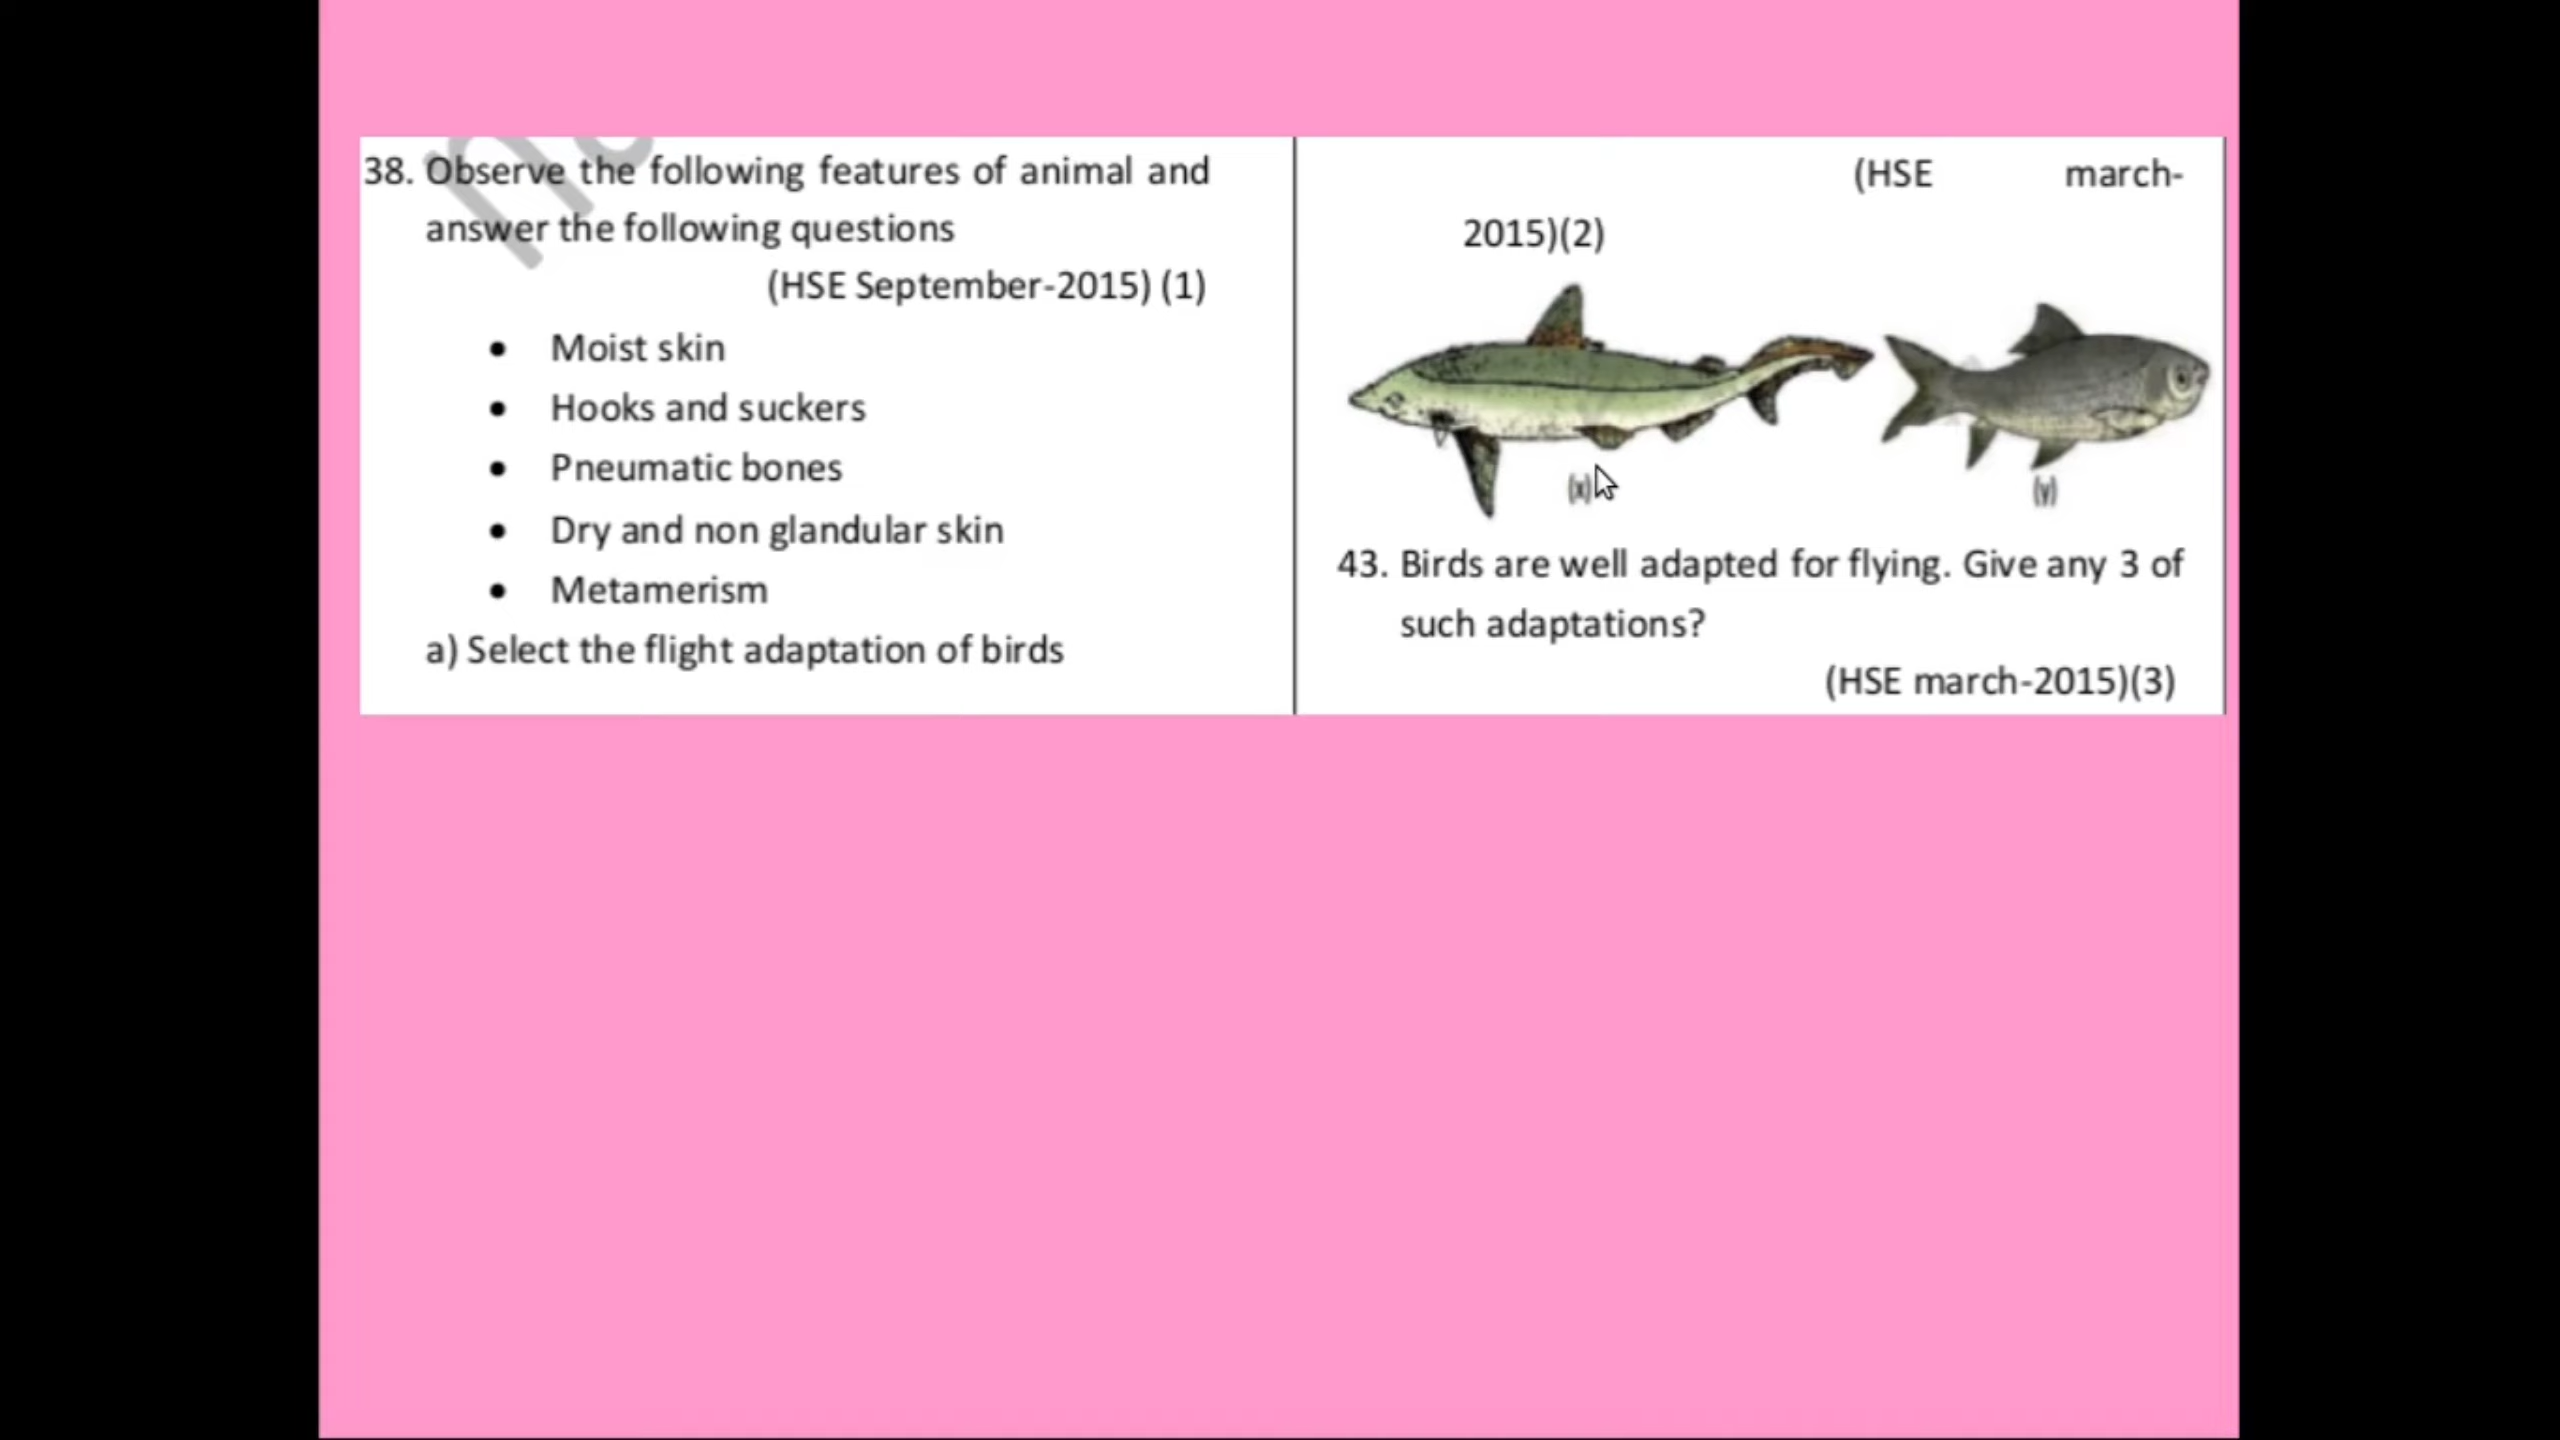 38. Observe the following features of animal and
answer the following questions
(HSE September-2015) (1)
• Moist skin
• Hooks and suckers
• Pneumatic bones
• Dry and non glandular skin
• Metamerism
a) Select the flight adaptation of birds
(HSE march-
2015)(2)
(x)
(y)
43. Birds are well adapted for flying. Give any 3 of
such adaptations?
(HSE march-2015)(3)